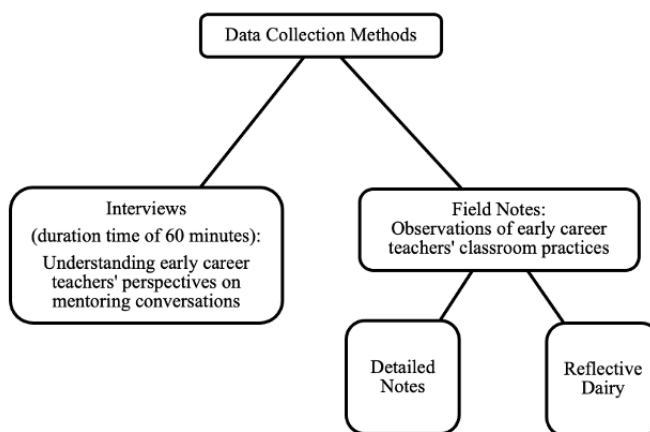 Data Collection Methods
Interviews
(duration time of 60 minutes):
Understanding early career
teachers' perspectives on
mentoring conversations
Field Notes:
Observations of early career
teachers' classroom practices
Detailed
Notes
Reflective
Dairy